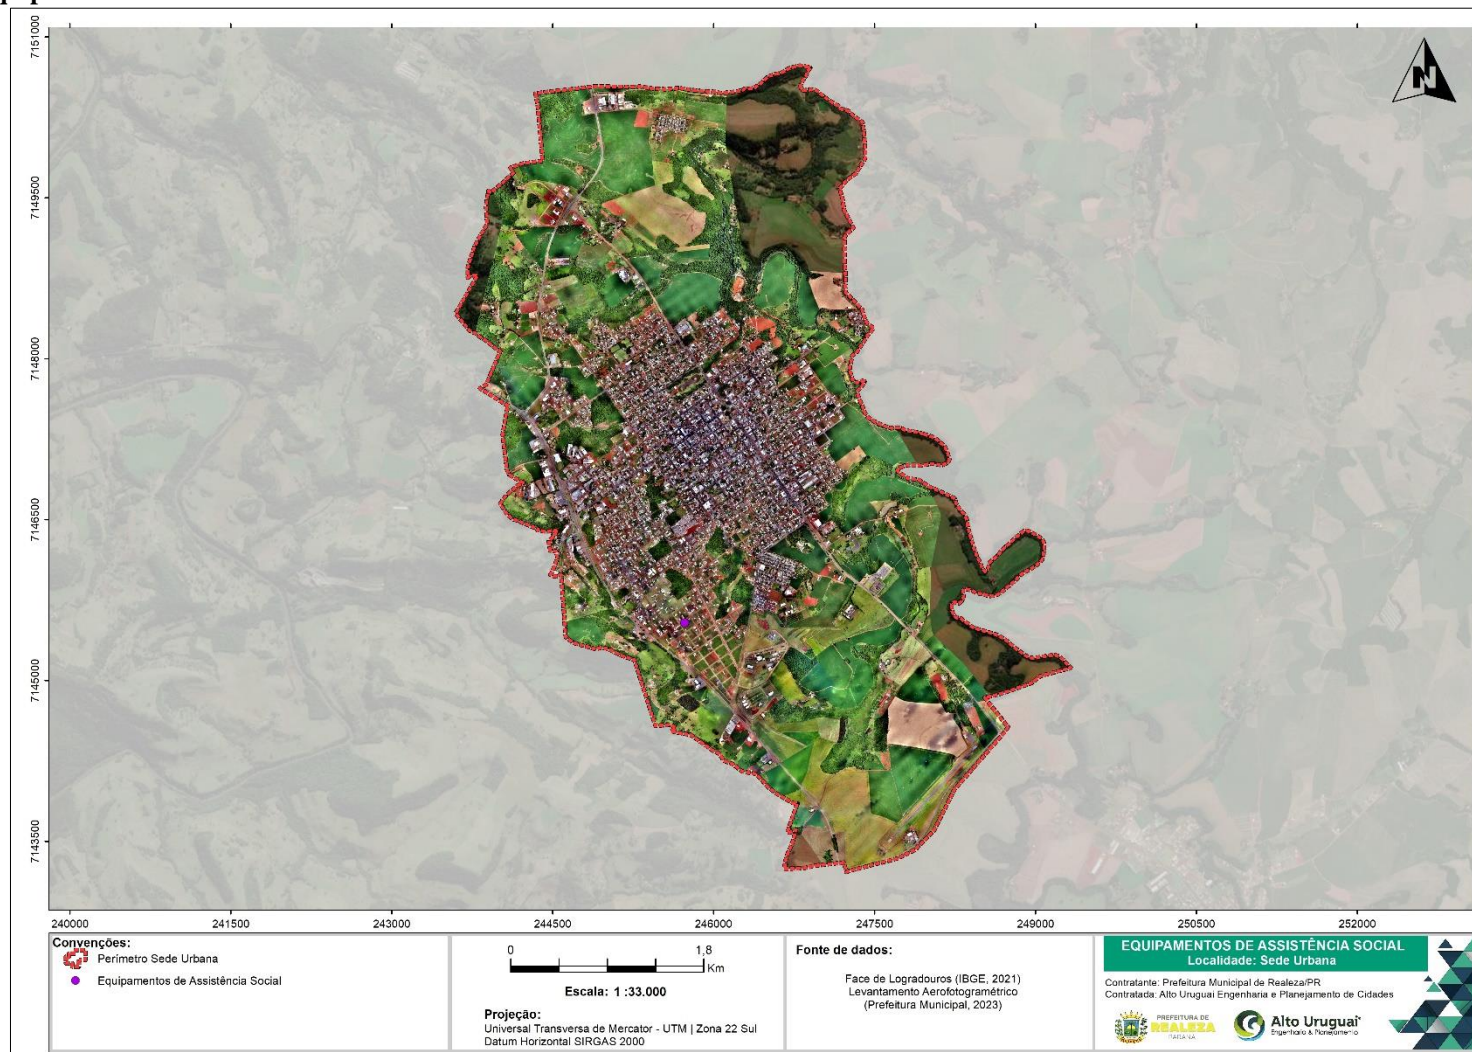 7151000
7149500
7148000
7146500
7145000
7143500
N
240000
241500
243000
244500
246000
247500
249000
250500
252000
Convenções:
Perímetro Sede Urbana
Equipamentos de Assistência Social
0
1,8
Km
Escala: 1 :33.000
Projeção:
Universal Transversa de Mercator - UTM | Zona 22 Sul
Datum Horizontal SIRGAS 2000
Fonte de dados:
Face de Logradouros (IBGE, 2021)
Levantamento Aerofotogramétrico
(Prefeitura Municipal, 2023)
EQUIPAMENTOS DE ASSISTÊNCIA SOCIAL
Localidade: Sede Urbana
Contratante: Prefeitura Municipal de Realeza/PR
Contratada: Alto Uruguai Engenharia e Planejamento de Cidades
PREFEITURA DE
REALEZA
PARANÁ
Alto Uruguai
Engenharia & Planejamento